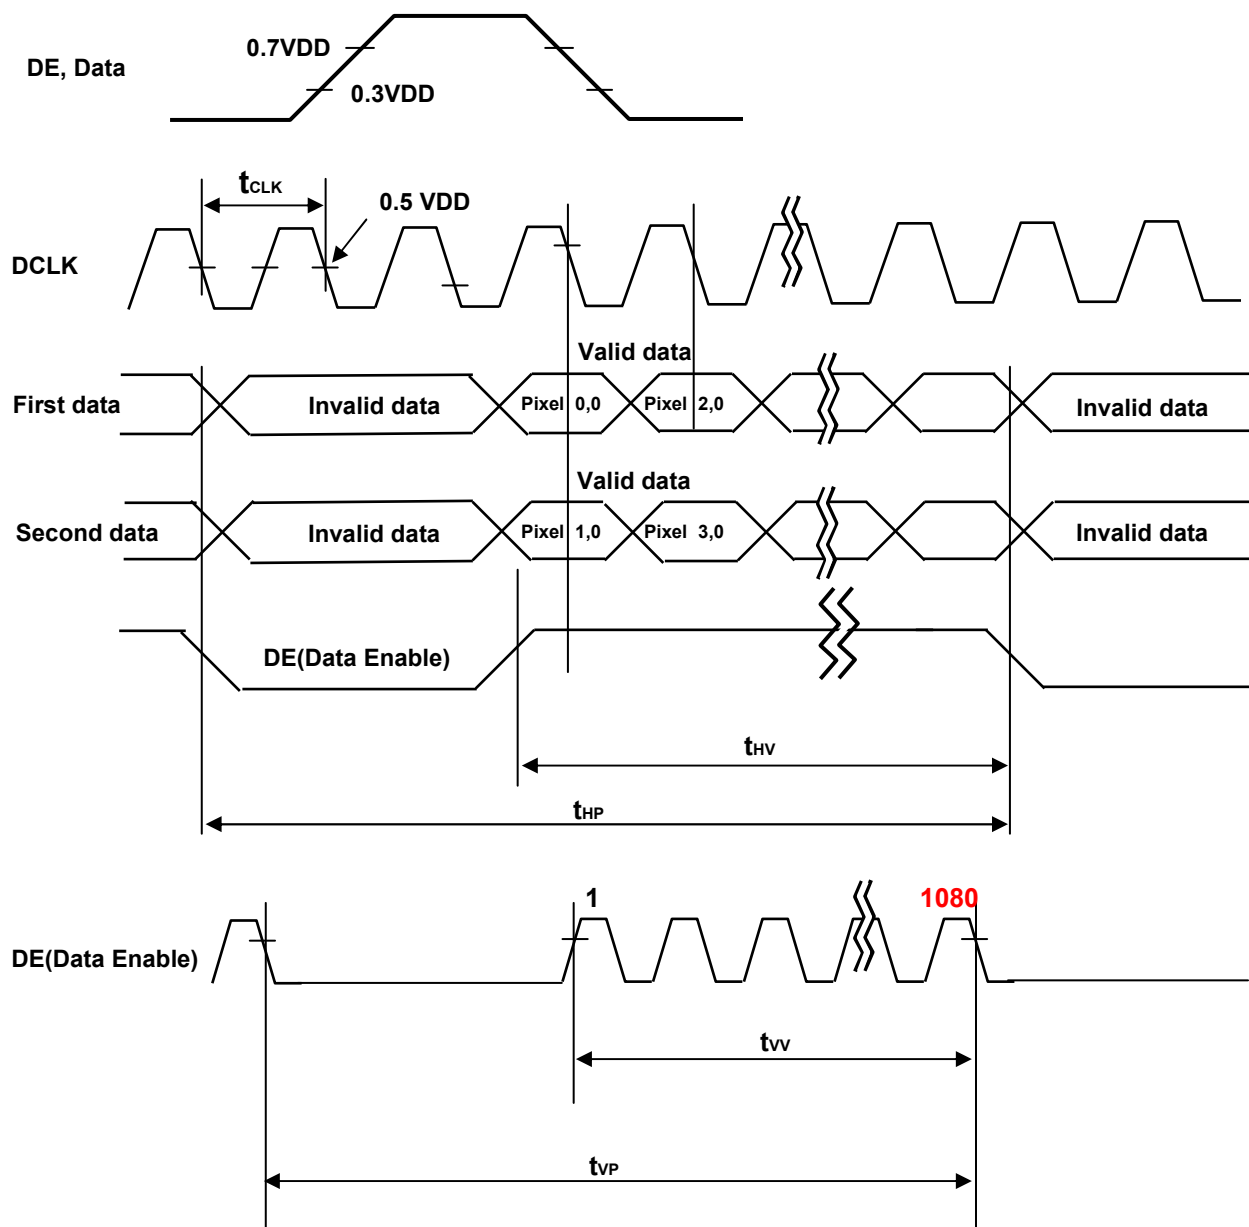 0.7VDD
DE, Data
0.3VDD
tCLK
0.5 VDD
DCLK
Valid data
First data
Invalid data
Pixel 0,0
Pixel 2,0
Invalid data
Valid data
Second data
Invalid data
Pixel 1,0
Pixel 3,0
Invalid data
DE(Data Enable)
tHV
tHP
1
1080
DE(Data Enable)
tVV
tVP